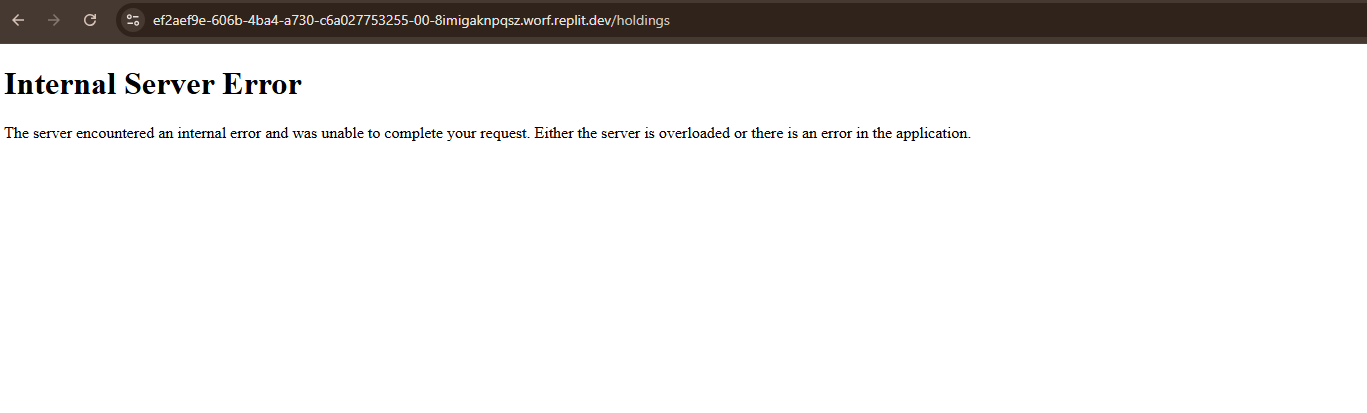 ef2aef9e-606b-4ba4-a730-c6a027753255-00-8imigaknpqsz.worf.replit.dev/holdings
Internal Server Error
The server encountered an internal error and was unable to complete your request. Either the server is overloaded or there is an error in the application.